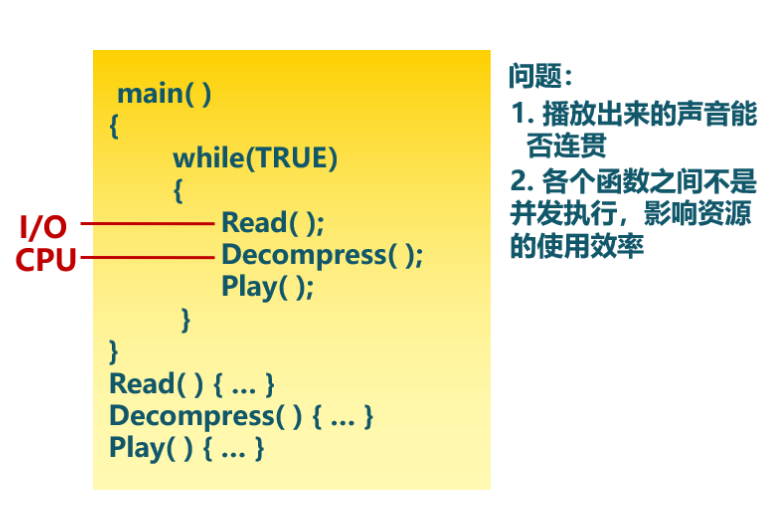 main( )
{
while(TRUE)
{
I/O
Read( );
CPU
Decompress( );
Play( );
}
}
Read( ) { ... }
Decompress( ) { ... }
Play( ) { ... }
问题：
1. 播放出来的声音能
否连贯
2. 各个函数之间不是
并发执行，影响资源
的使用效率